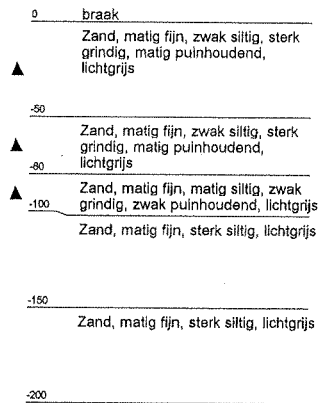 0 braak
Zand, matig fijn, zwak siltig, sterk
grindig, matig puinhoudend,
lichtgrijs
-50
Zand, matig fijn, zwak siltig, sterk
grindig, matig puinhoudend,
lichtgrijs
-80
Zand, matig fijn, matig siltig, zwak
grindig, zwak puinhoudend, lichtgrijs
-100
Zand, matig fijn, sterk siltig, lichtgrijs
-150
Zand, matig fijn, sterk siltig, lichtgrijs
-200